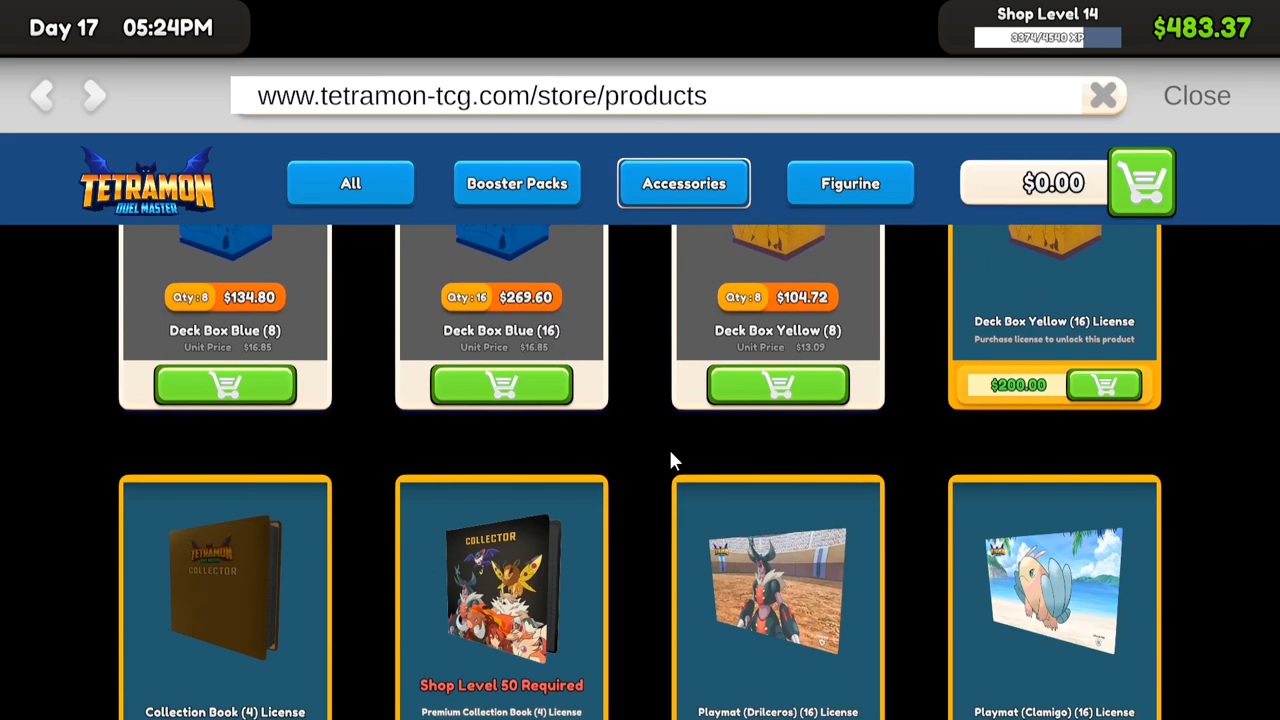 Day 17 05:24PM
Shop Level 14
3374/4540 XP
$483.37
www.tetramon-tcg.com/store/products
Close
TETRAMON
DUEL MASTER
All
Booster Packs
Accessories
Figurine
$0.00
Qty : 8 $134.80
Deck Box Blue (8)
Unit Price $16.85
Qty : 16 $269.60
Deck Box Blue (16)
Unit Price $16.85
Qty : 8 $104.72
Deck Box Yellow (8)
Unit Price $13.09
Deck Box Yellow (16) License
Purchase license to unlock this product
$200.00
TETRAMON
COLLECTOR
Collection Book (4) License
COLLECTOR
Shop Level 50 Required
Premium Collection Book (4) License
Playmat (Drilceros) (16) License
Playmat (Clamigo) (16) License